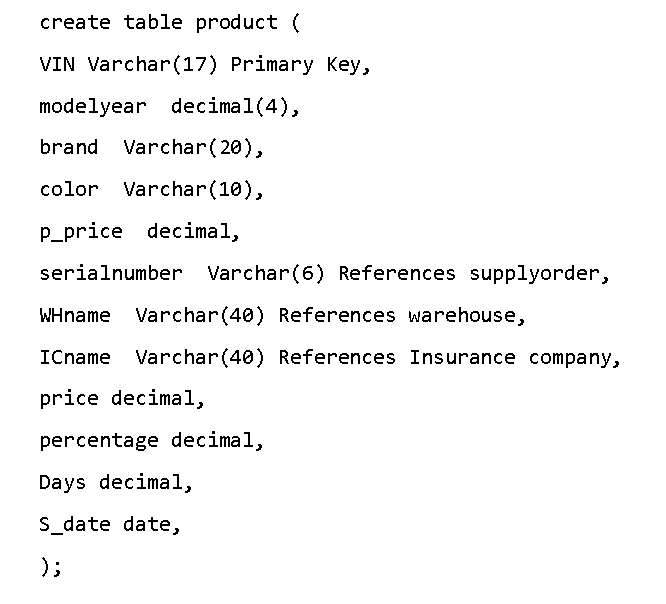 create table product (
VIN Varchar(17) Primary Key,
modelyear  decimal(4),
brand  Varchar(20),
color  Varchar(10),
p_price  decimal,
serialnumber  Varchar(6) References supplyorder,
WHname  Varchar(40) References warehouse,
ICname  Varchar(40) References Insurance company,
price decimal,
percentage decimal,
Days decimal,
S_date date,
);